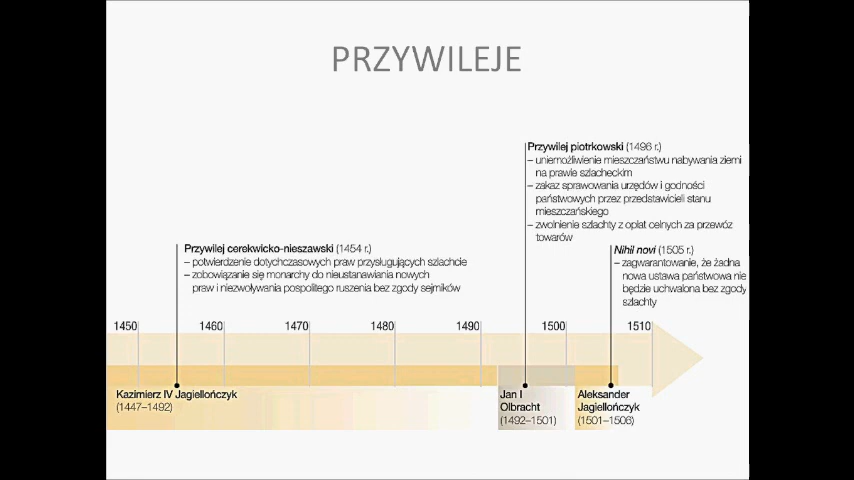 PRZYWILEJE
Przywilej piotrkowski (1496 r.)
– uniemożliwienie mieszczaństwu nabywania ziemi
na prawie szlacheckim
– zakaz sprawowania urzędów i godności
państwowych przez przedstawicieli stanu
mieszczańskiego
– zwolnienie szlachty z opłat celnych za przewóz
towarów
Przywilej cerekwicko-nieszawski (1454 r.)
– potwierdzenie dotychczasowych praw przysługujących szlachcie
– zobowiązanie się monarchy do nieustanawiania nowych
praw i niezwoływania pospolitego ruszenia bez zgody sejmików
Nihil novi (1505 r.)
– zagwarantowanie, że żadna
nowa ustawa państwowa nie
będzie uchwalona bez zgody
szlachty
1450 1460 1470 1480 1490 1500 1510
Kazimierz IV Jagiellończyk
(1447–1492)
Jan I
Olbracht
(1492–1501)
Aleksander
Jagiellończyk
(1501–1506)